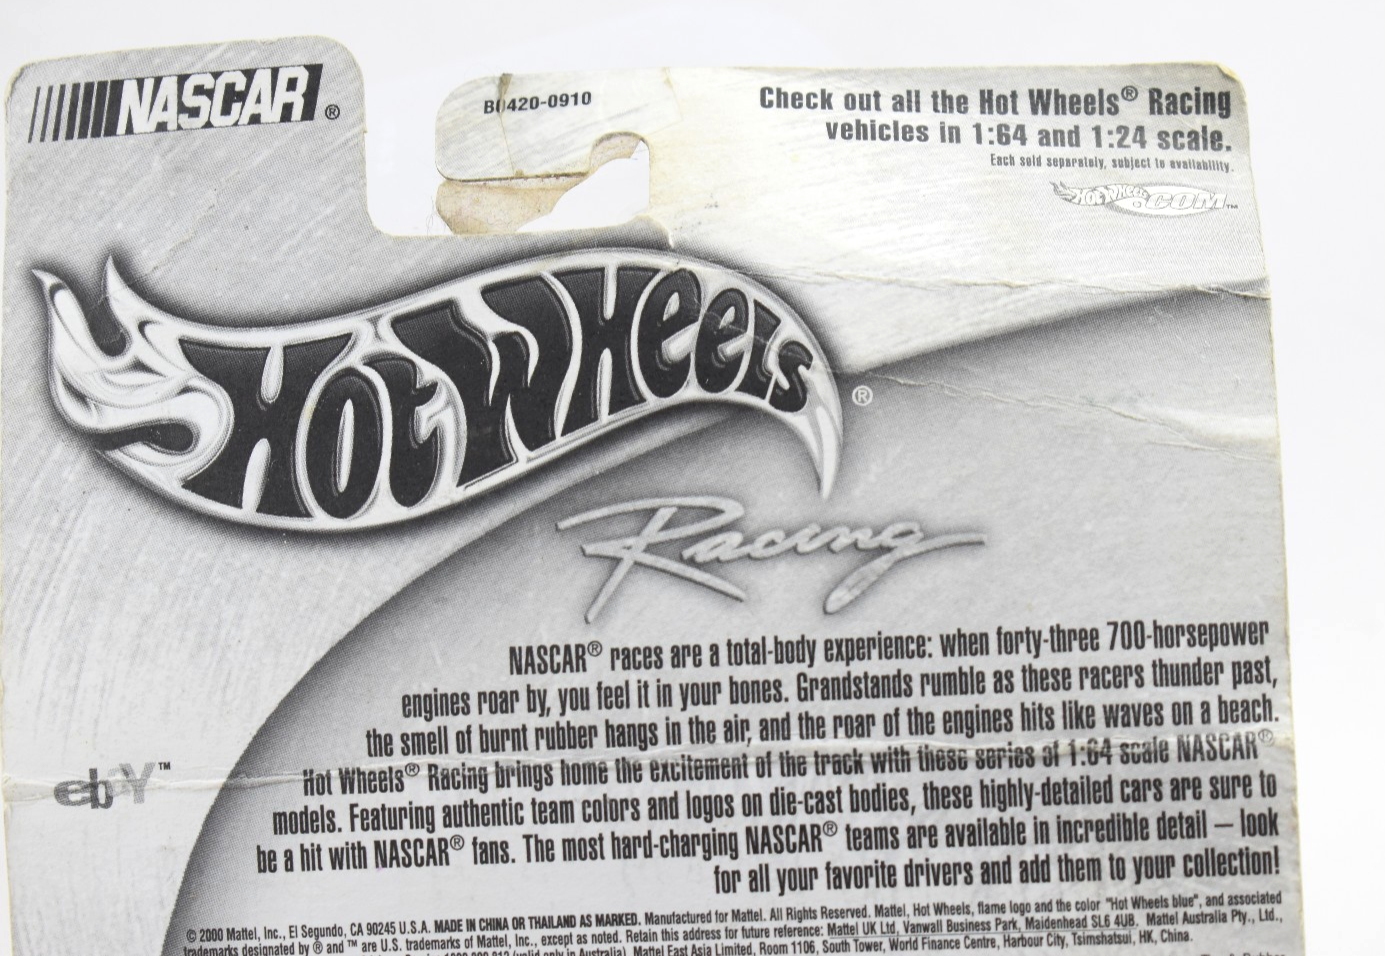 NASCAR®
B0420-0910
Check out all the Hot Wheels® Racing
vehicles in 1:64 and 1:24 scale.
Each sold separately, subject to availability.
HotWheels.COM™
Hot Wheels®
Racing
NASCAR® races are a total-body experience: when forty-three 700-horsepower
engines roar by, you feel it in your bones. Grandstands rumble as these racers thunder past,
the smell of burnt rubber hangs in the air, and the roar of the engines hits like waves on a beach.
Hot Wheels® Racing brings home the excitement of the track with these series of 1:64 scale NASCAR®
models. Featuring authentic team colors and logos on die-cast bodies, these highly-detailed cars are sure to
be a hit with NASCAR® fans. The most hard-charging NASCAR® teams are available in incredible detail – look
for all your favorite drivers and add them to your collection!
ebY™
© 2000 Mattel, Inc., El Segundo, CA 90245 U.S.A. MADE IN CHINA OR THAILAND AS MARKED. Manufactured for Mattel. All Rights Reserved. Mattel, Hot Wheels, flame logo and the color "Hot Wheels blue", and associated
trademarks designated by ® and ™ are U.S. trademarks of Mattel, Inc., except as noted. Retain this address for future reference: Mattel UK Ltd, Vanwall Business Park, Maidenhead SL6 4UB. Mattel Australia Pty., Ltd.,
(valid only in Australia). Mattel East Asia Limited, Room 1106, South Tower, World Finance Centre, Harbour City, Tsimshatsui, HK, China.